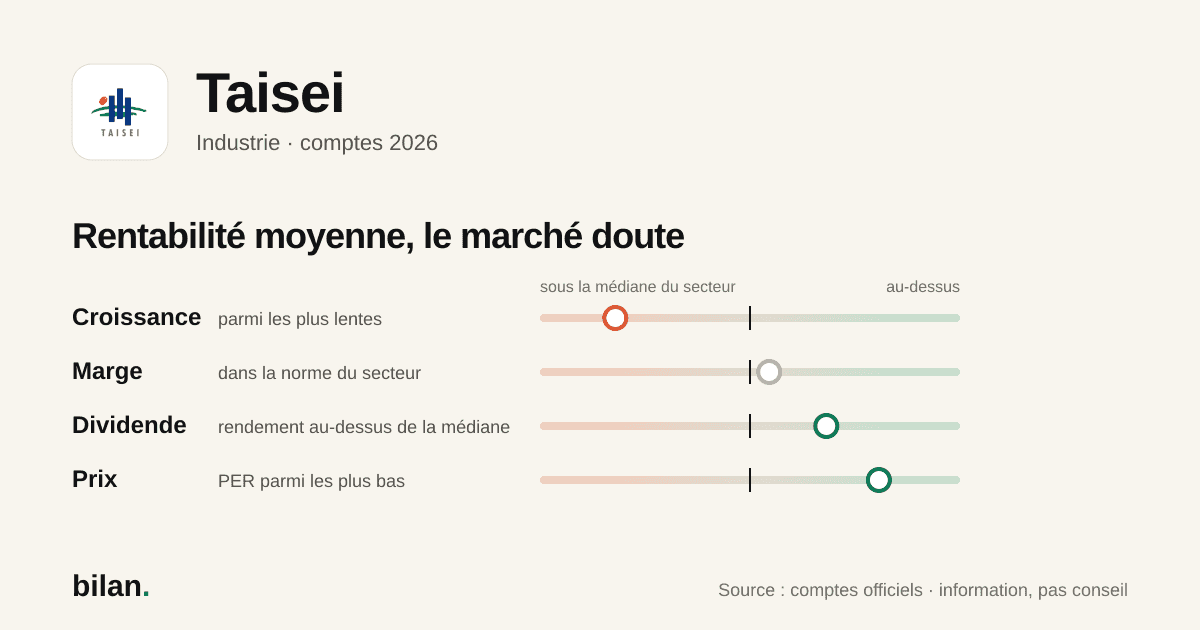 TAISEI
Taisei
Industrie · comptes 2026
Rentabilité moyenne, le marché doute
sous la médiane du secteur au-dessus
Croissance parmi les plus lentes
Marge dans la norme du secteur
Dividende rendement au-dessus de la médiane
Prix PER parmi les plus bas
bilan.
Source : comptes officiels · information, pas conseil